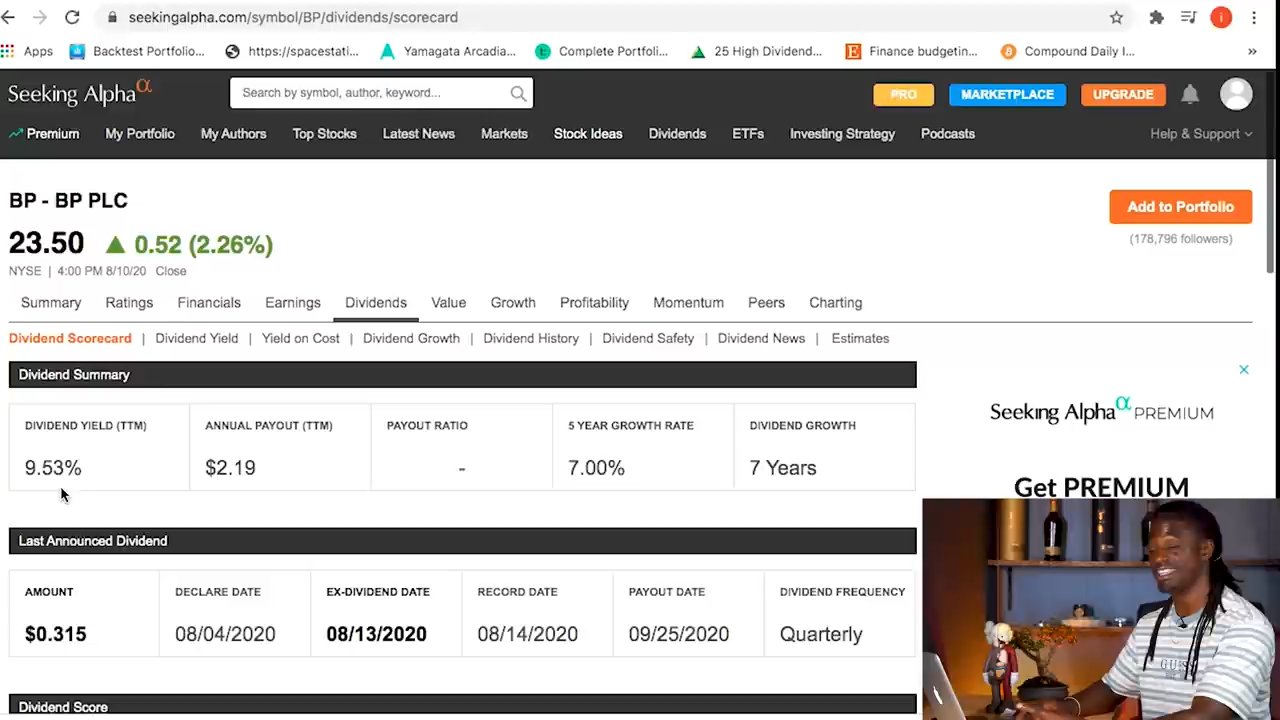 seekingalpha.com/symbol/BP/dividends/scorecard
Apps Backtest Portfolio... https://spacestati... Yamagata Arcadia... Complete Portfoli... 25 High Dividend... Finance budgetin... Compound Daily I... »
Seeking Alpha α Search by symbol, author, keyword... PRO MARKETPLACE UPGRADE
Premium My Portfolio My Authors Top Stocks Latest News Markets Stock Ideas Dividends ETFs Investing Strategy Podcasts Help & Support
BP - BP PLC
Add to Portfolio
23.50 ▲ 0.52 (2.26%)
(178,796 followers)
NYSE | 4:00 PM 8/10/20 Close
Summary Ratings Financials Earnings Dividends Value Growth Profitability Momentum Peers Charting
Dividend Scorecard | Dividend Yield | Yield on Cost | Dividend Growth | Dividend History | Dividend Safety | Dividend News | Estimates
Dividend Summary
DIVIDEND YIELD (TTM) ANNUAL PAYOUT (TTM) PAYOUT RATIO 5 YEAR GROWTH RATE DIVIDEND GROWTH
9.53% $2.19 - 7.00% 7 Years
Seeking Alpha α PREMIUM
Get PREMIUM
Last Announced Dividend
AMOUNT DECLARE DATE EX-DIVIDEND DATE RECORD DATE PAYOUT DATE DIVIDEND FREQUENCY
$0.315 08/04/2020 08/13/2020 08/14/2020 09/25/2020 Quarterly
Dividend Score
GUESS